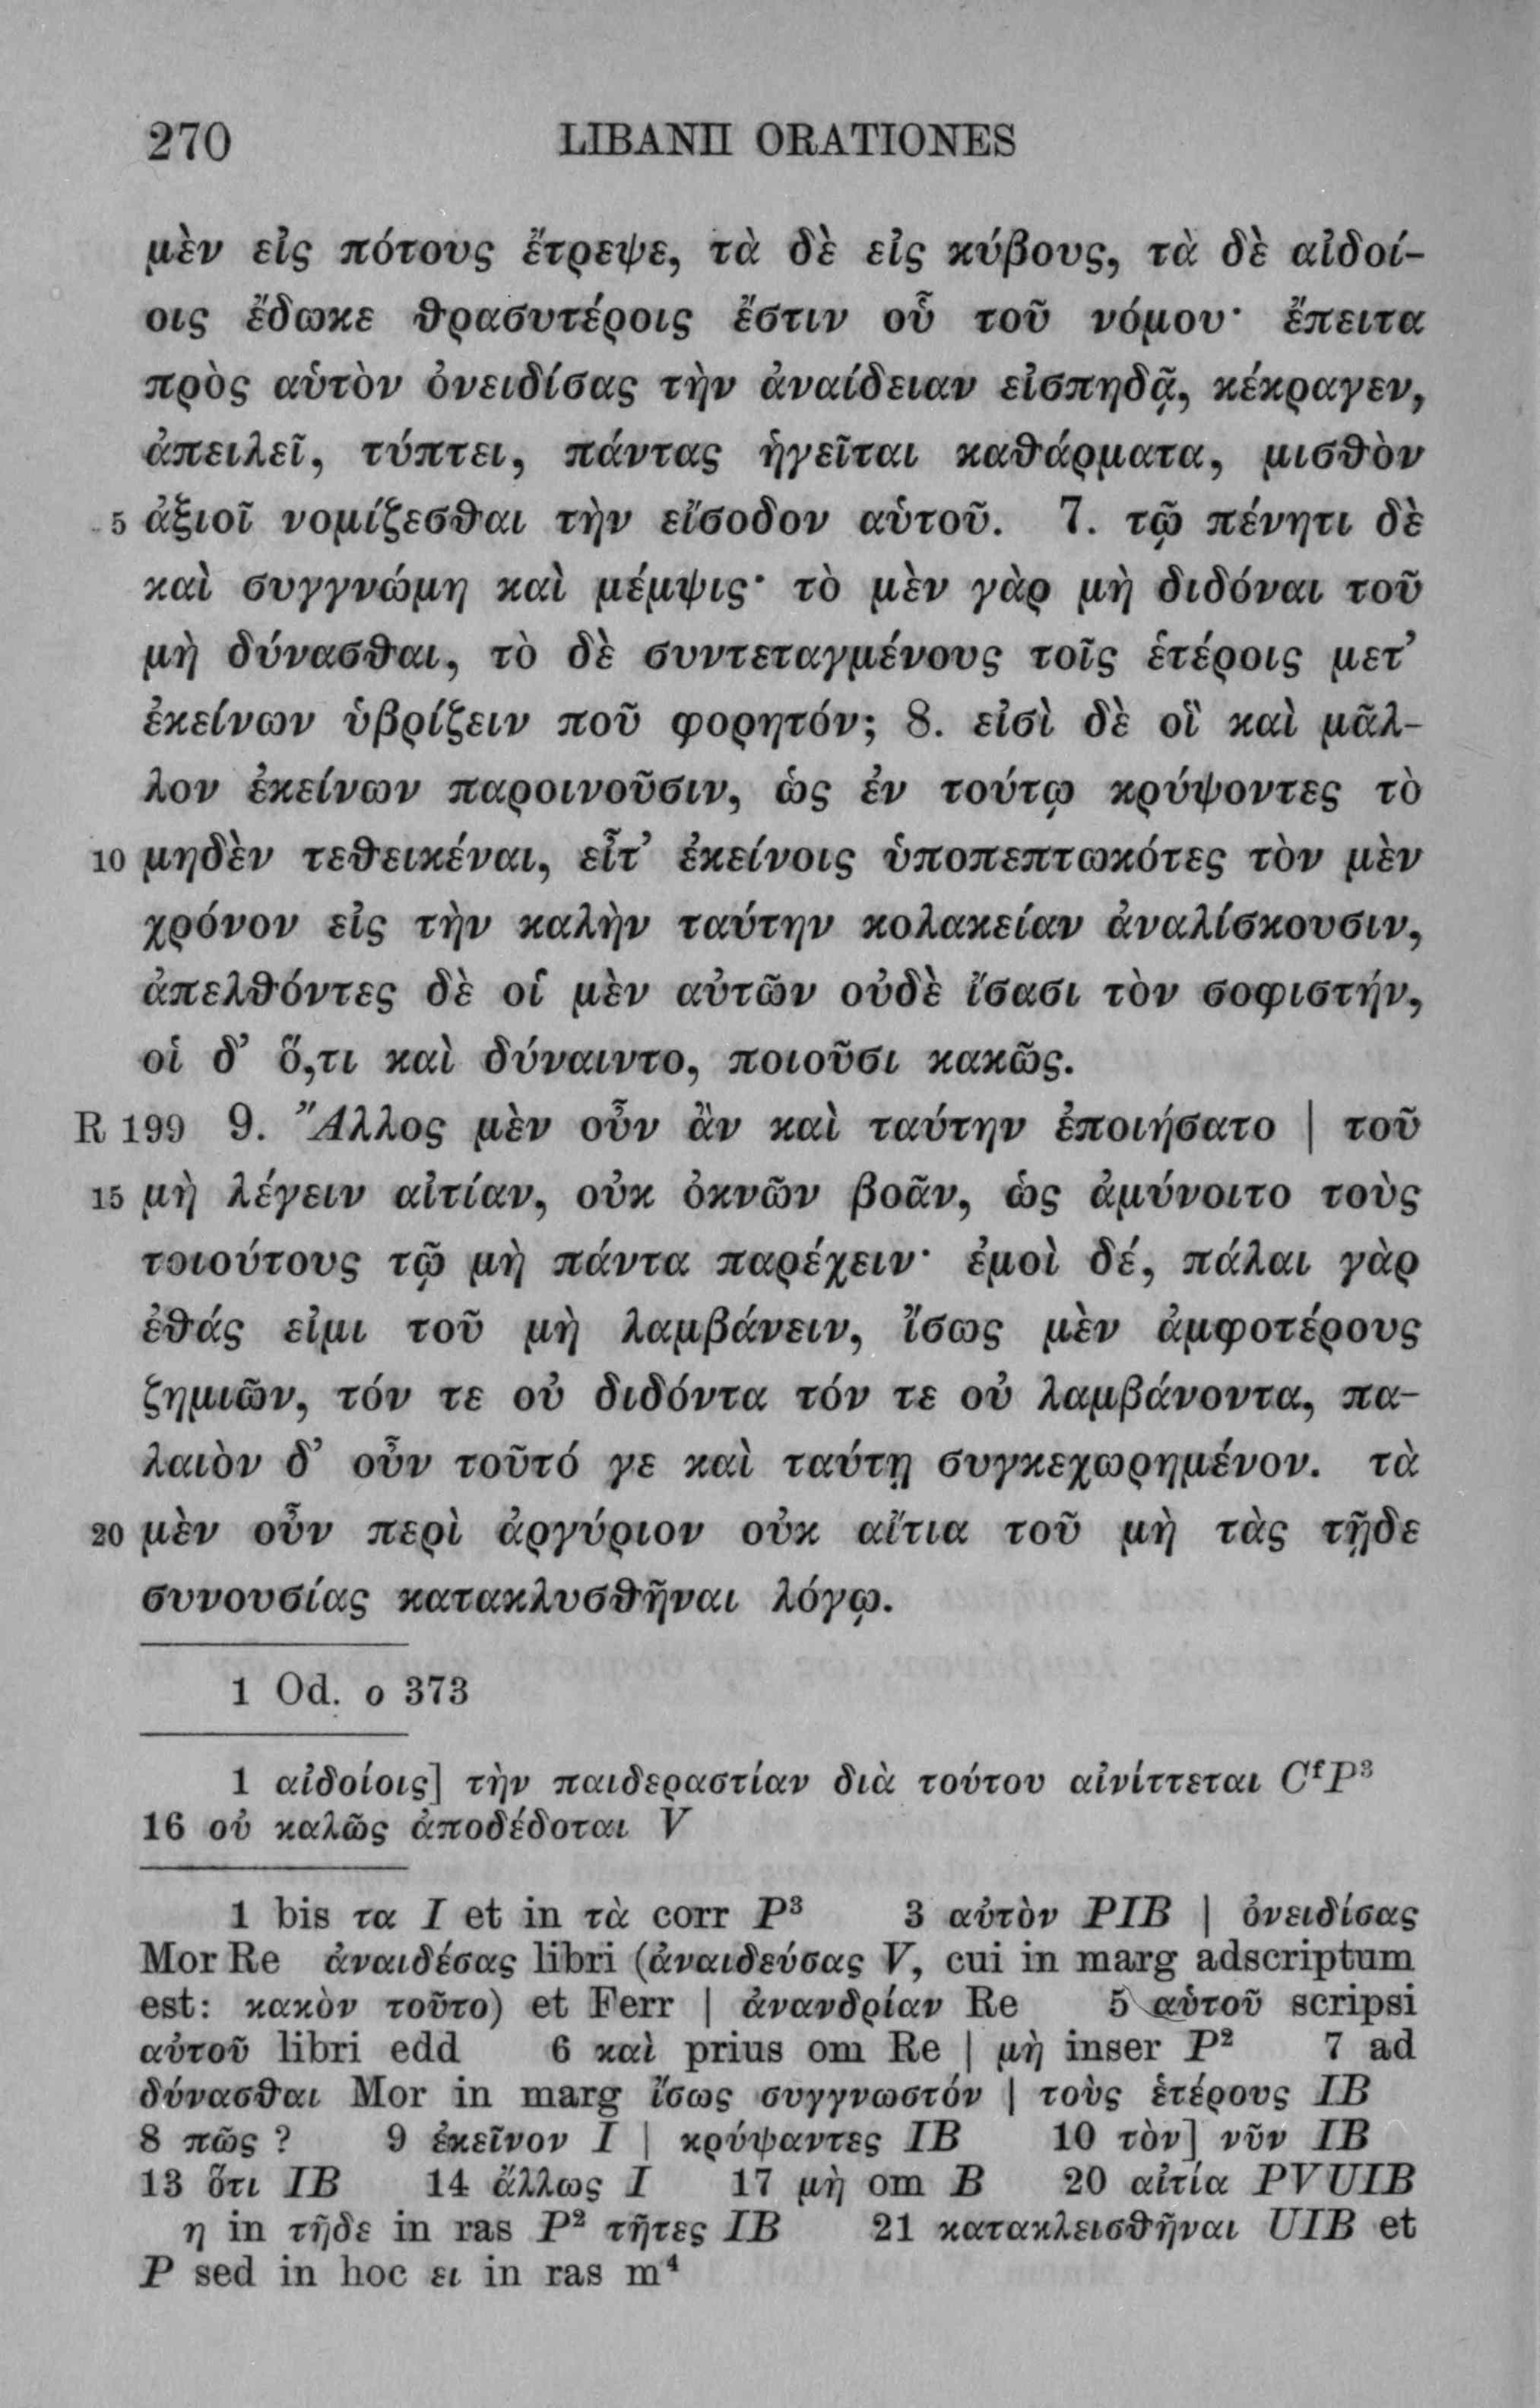 270 LIBANII ORATIONES
μὲν εἰς πότους ἔτρεψε, τὰ δὲ εἰς κύβους, τὰ δὲ αἰδοί-
οις ἔδωκε θρασυτέροις ἔστιν οὗ τοῦ νόμου· ἔπειτα
πρὸς αὑτὸν ὀνειδίσας τὴν ἀναίδειαν εἰσπηδᾷ, κέκραγεν,
ἀπειλεῖ, τύπτει, πάντας ἡγεῖται καθάρματα, μισθὸν
5 ἀξιοῖ νομίζεσθαι τὴν εἴσοδον αὑτοῦ. 7. τῷ πένητι δὲ
καὶ συγγνώμη καὶ μέμψις· τὸ μὲν γὰρ μὴ διδόναι τοῦ
μὴ δύνασθαι, τὸ δὲ συντεταγμένους τοῖς ἑτέροις μετ’
ἐκείνων ὑβρίζειν ποῦ φορητόν; 8. εἰσὶ δὲ οἳ καὶ μᾶλ-
λον ἐκείνων παροινοῦσιν, ὡς ἐν τούτῳ κρύψοντες τὸ
10 μηδὲν τεθεικέναι, εἶτ’ ἐκείνοις ὑποπεπτωκότες τὸν μὲν
χρόνον εἰς τὴν καλὴν ταύτην κολακείαν ἀναλίσκουσιν,
ἀπελθόντες δὲ οἱ μὲν αὐτῶν οὐδὲ ἴσασι τὸν σοφιστήν,
οἱ δ’ ὅ,τι καὶ δύναιντο, ποιοῦσι κακῶς.
R 199 9. Ἄλλος μὲν οὖν ἂν καὶ ταύτην ἐποιήσατο | τοῦ
15 μὴ λέγειν αἰτίαν, οὐκ ὀκνῶν βοᾶν, ὡς ἀμύνοιτο τοὺς
τοιούτους τῷ μὴ πάντα παρέχειν· ἐμοὶ δέ, πάλαι γὰρ
ἐθάς εἰμι τοῦ μὴ λαμβάνειν, ἴσως μὲν ἀμφοτέρους
ζημιῶν, τόν τε οὐ διδόντα τόν τε οὐ λαμβάνοντα, πα-
λαιὸν δ’ οὖν τοῦτό γε καὶ ταύτῃ συγκεχωρημένον. τὰ
20 μὲν οὖν περὶ ἀργύριον οὐκ αἴτια τοῦ μὴ τὰς τῇδε
συνουσίας κατακλυσθῆναι λόγῳ.
1 Od. ο 373
1 αἰδοίοις] τὴν παιδεραστίαν διὰ τούτου αἰνίττεται CᶠP³
16 οὐ καλῶς ἀποδέδοται V
1 bis τα I et in τὰ corr P³ 3 αὐτὸν PIB | ὀνειδίσας
Mor Re ἀναιδέσας libri (ἀναιδεύσας V, cui in marg adscriptum
est: κακὸν τοῦτο) et Ferr | ἀνανδρίαν Re 5 αὑτοῦ scripsi
αὐτοῦ libri edd 6 καὶ prius om Re | μὴ inser P² 7 ad
δύνασθαι Mor in marg ἴσως συγγνωστόν | τοὺς ἑτέρους IB
8 πῶς ? 9 ἐκεῖνον I | κρύψαντες IB 10 τὸν] νῦν IB
13 ὅτι IB 14 ἄλλως I 17 μὴ om B 20 αἰτία PVUIB
η in τῇδε in ras P² τῆτες IB 21 κατακλεισθῆναι UIB et
P sed in hoc ει in ras m⁴